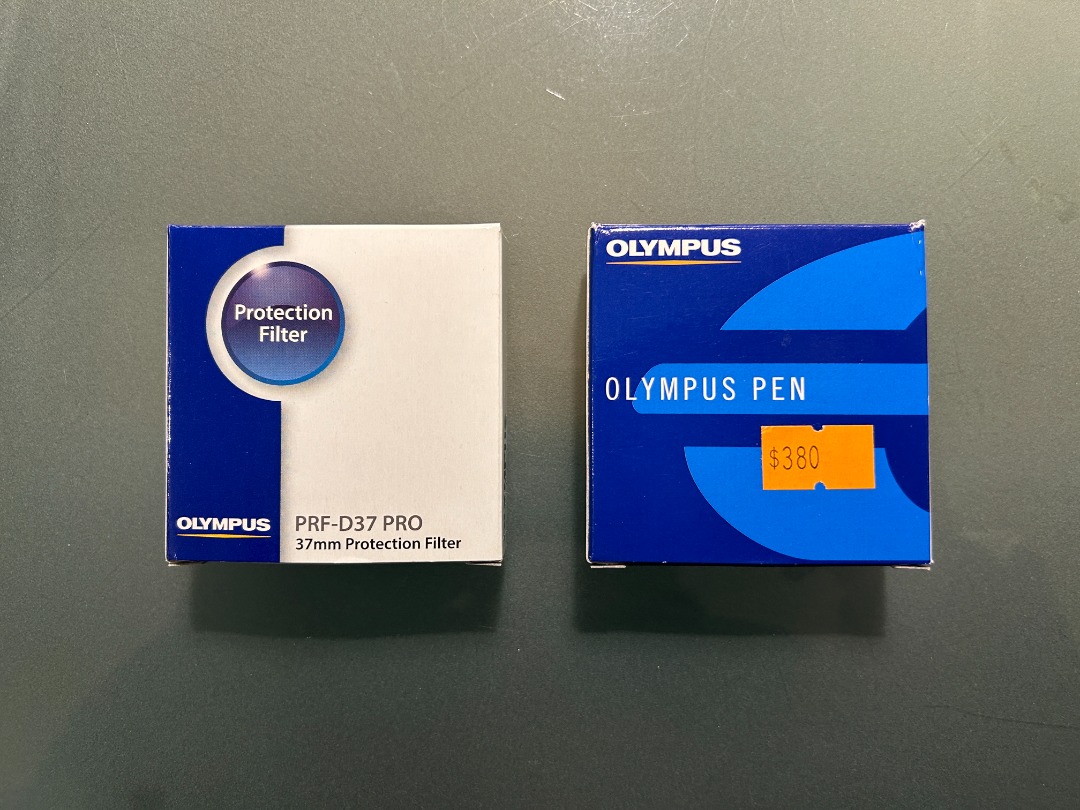 Protection
Filter
OLYMPUS
PRF-D37 PRO
37mm Protection Filter
OLYMPUS
OLYMPUS PEN
$380